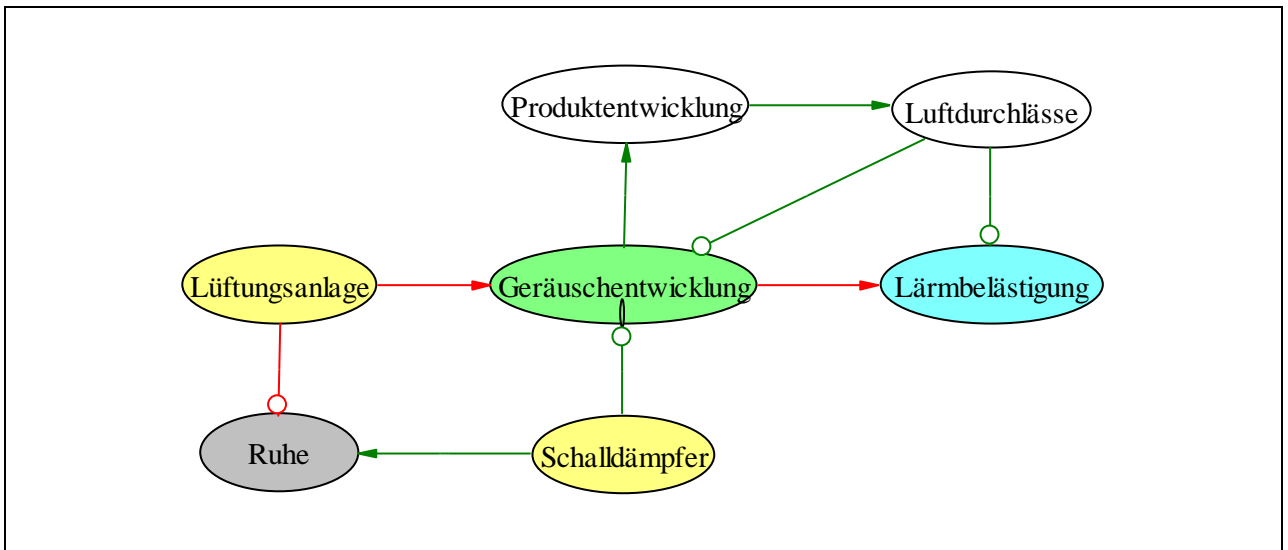 Produktentwicklung
Luftdurchlässe
Lüftungsanlage
Geräuschentwicklung
Lärmbelästigung
Ruhe
Schalldämpfer